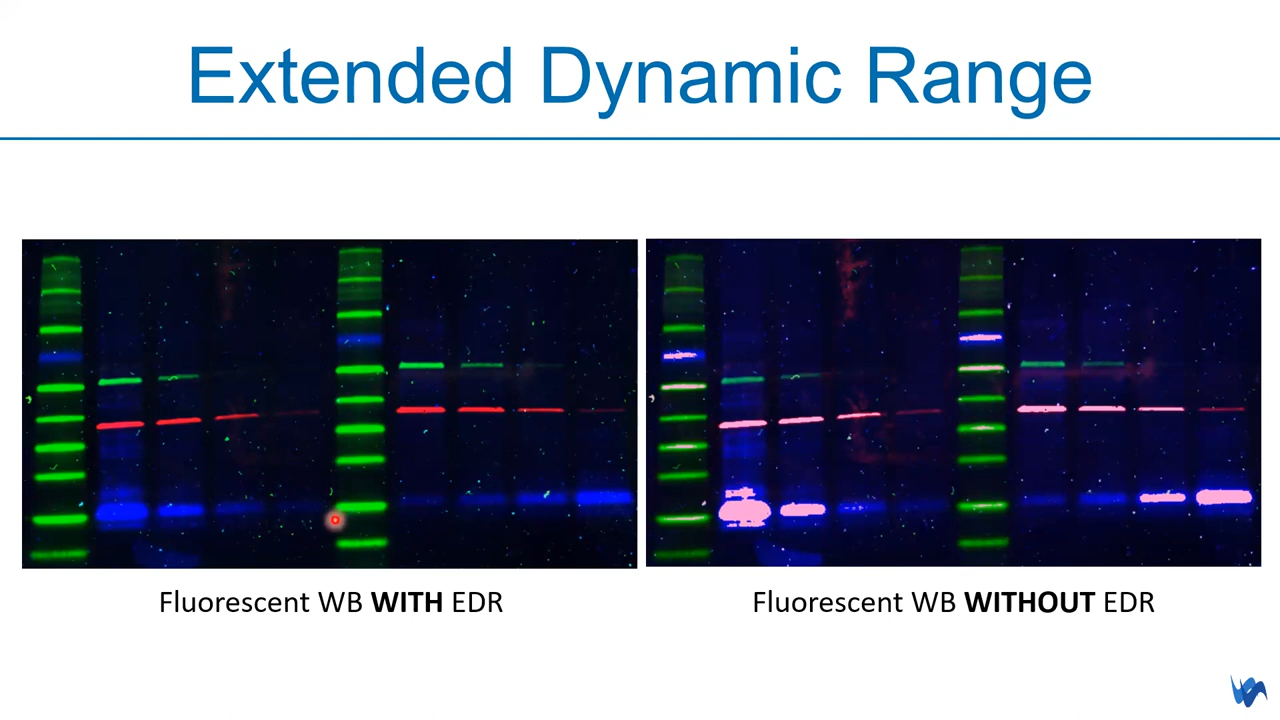 Extended Dynamic Range
Fluorescent WB WITH EDR
Fluorescent WB WITHOUT EDR